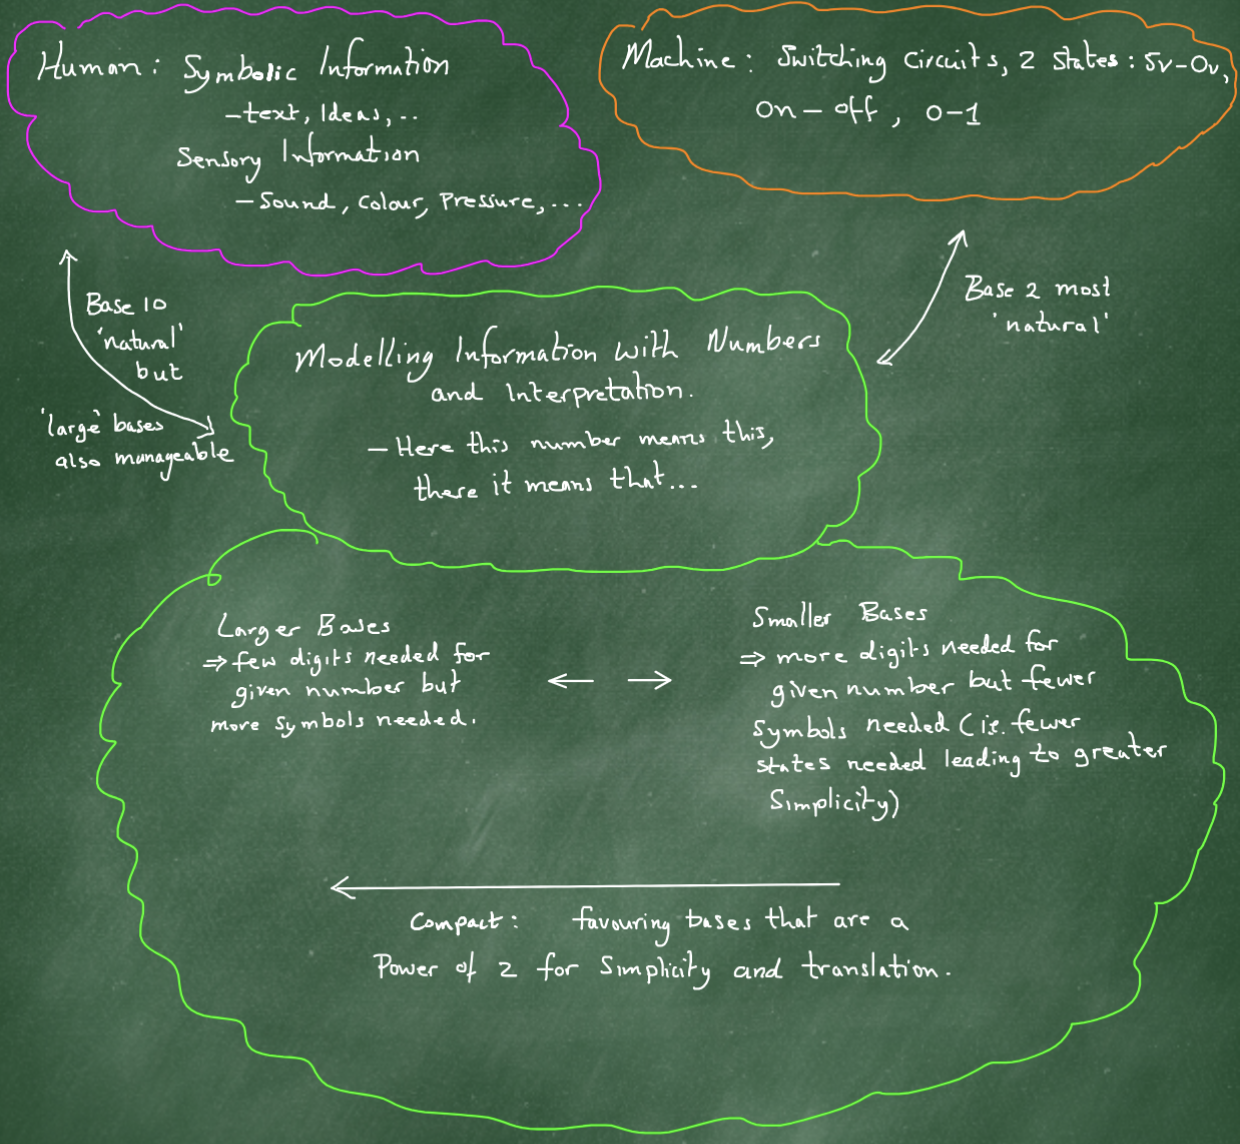 Human: Symbolic Information
-text, Ideas,..
Sensory Information
- Sound, Colour, Pressure,...
Machine: Switching Circuits, 2 States: 5v-0v,
On - off, 0-1
Base 10
'natural'
but
'large' bases
also manageable
Base 2 most
'natural'
Modelling Information with Numbers
and Interpretation.
- Here this number means this,
there it means that...
Larger Bases
⇒ few digits needed for
given number but
more symbols needed.
Smaller Bases
⇒ more digits needed for
given number but fewer
symbols needed (ie. fewer
states needed leading to greater
Simplicity)
Compact: favouring bases that are a
Power of 2 for Simplicity and translation.